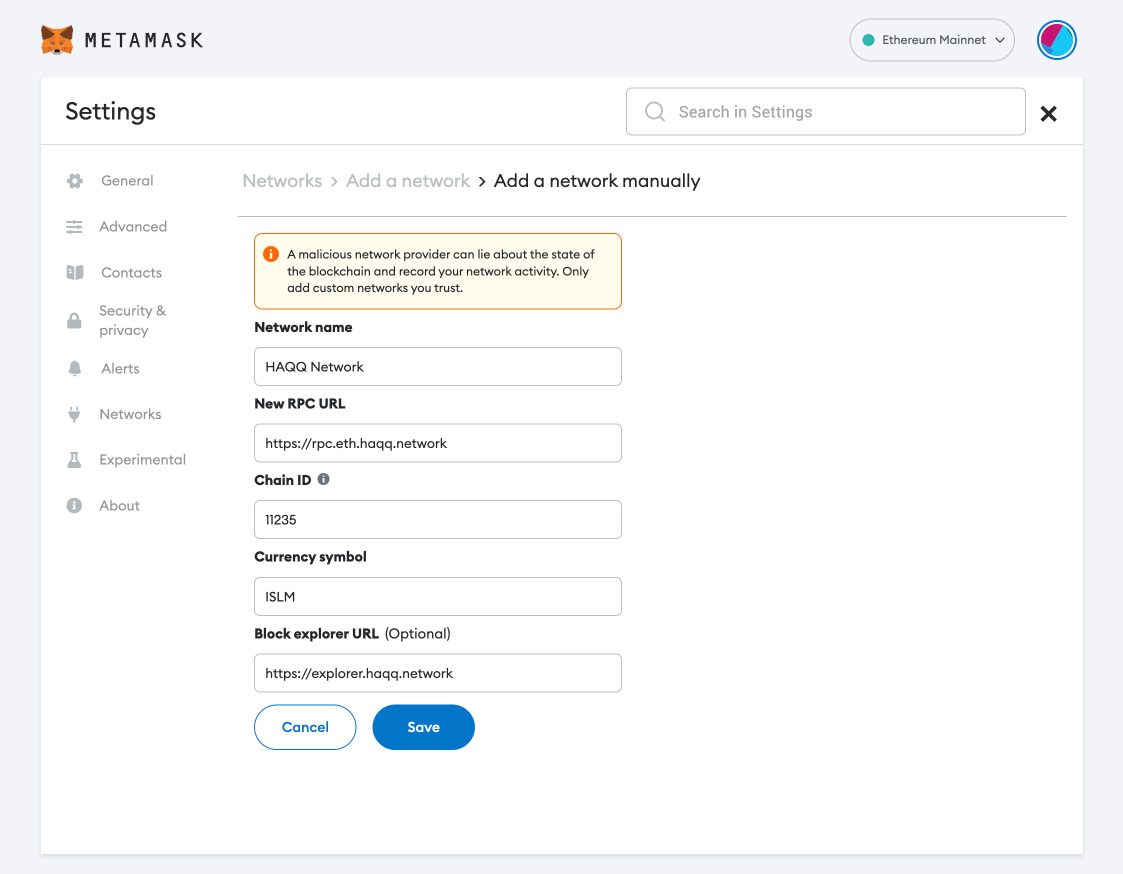 METAMASK
Ethereum Mainnet
Settings
Search in Settings
General
Advanced
Contacts
Security &
privacy
Alerts
Networks
Experimental
About
Networks > Add a network > Add a network manually
A malicious network provider can lie about the state of
the blockchain and record your network activity. Only
add custom networks you trust.
Network name
HAQQ Network
New RPC URL
https://rpc.eth.haqq.network
Chain ID
11235
Currency symbol
ISLM
Block explorer URL (Optional)
https://explorer.haqq.network
Cancel
Save